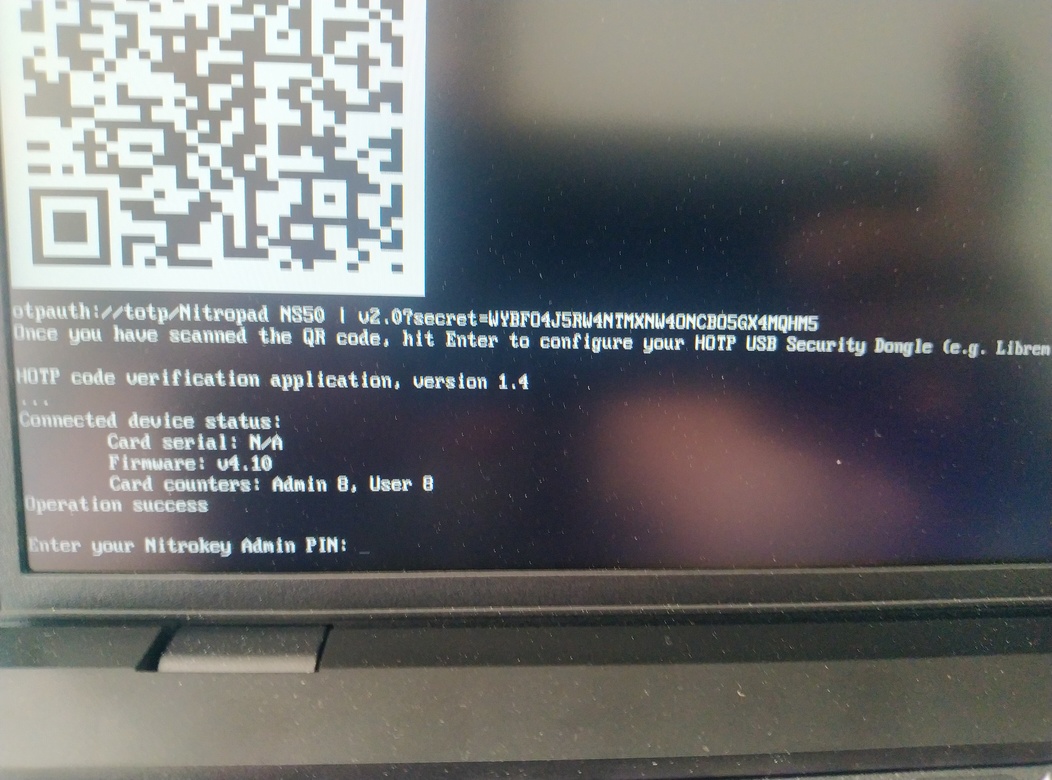 otpauth://totp/Nitropad NS50 | v2.0?secret=WYBFO4J5RW4NTMXNW4ONCBO5GX4MQHM5
Once you have scanned the QR code, hit Enter to configure your HOTP USB Security Dongle (e.g. Librem
HOTP code verification application, version 1.4
...
Connected device status:
Card serial: N/A
Firmware: v4.10
Card counters: Admin 8, User 8
Operation success
Enter your Nitrokey Admin PIN: _